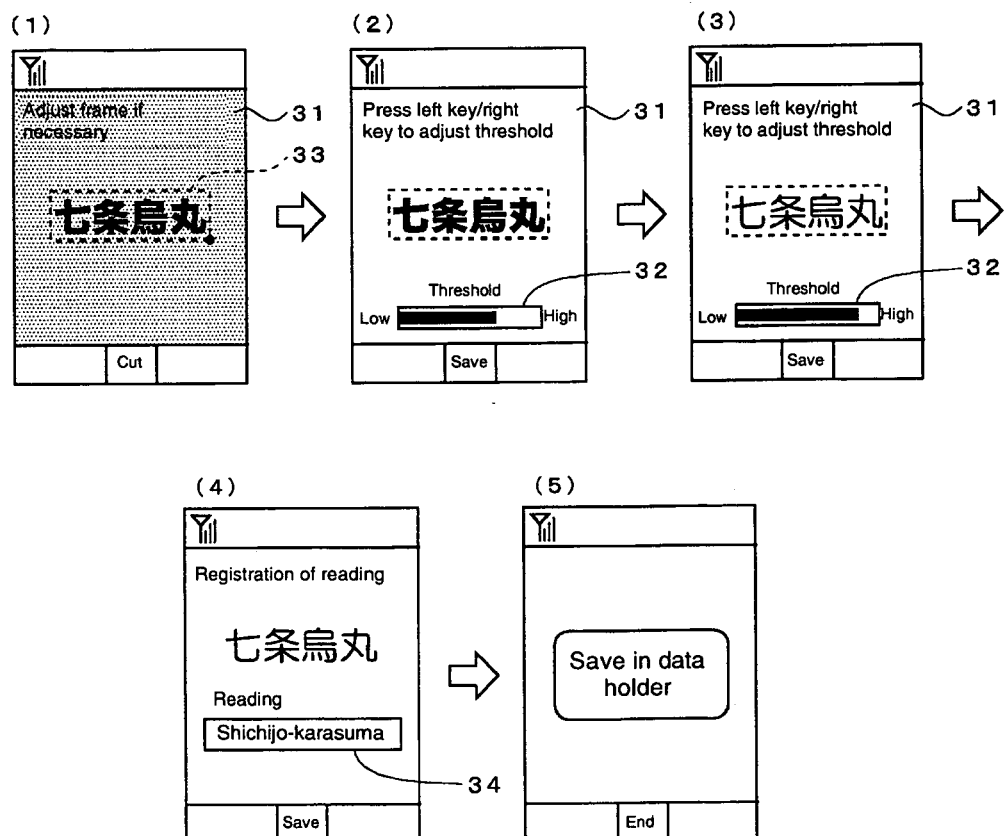 (1)
Adjust frame if
necessary
31
33
七条烏丸
Cut
(2)
Press left key/right
key to adjust threshold
31
七条烏丸
32
Threshold
Low
High
Save
(3)
Press left key/right
key to adjust threshold
31
七条烏丸
32
Threshold
Low
High
Save
(4)
Registration of reading
七条烏丸
Reading
Shichijo-karasuma
34
Save
(5)
Save in data
holder
End